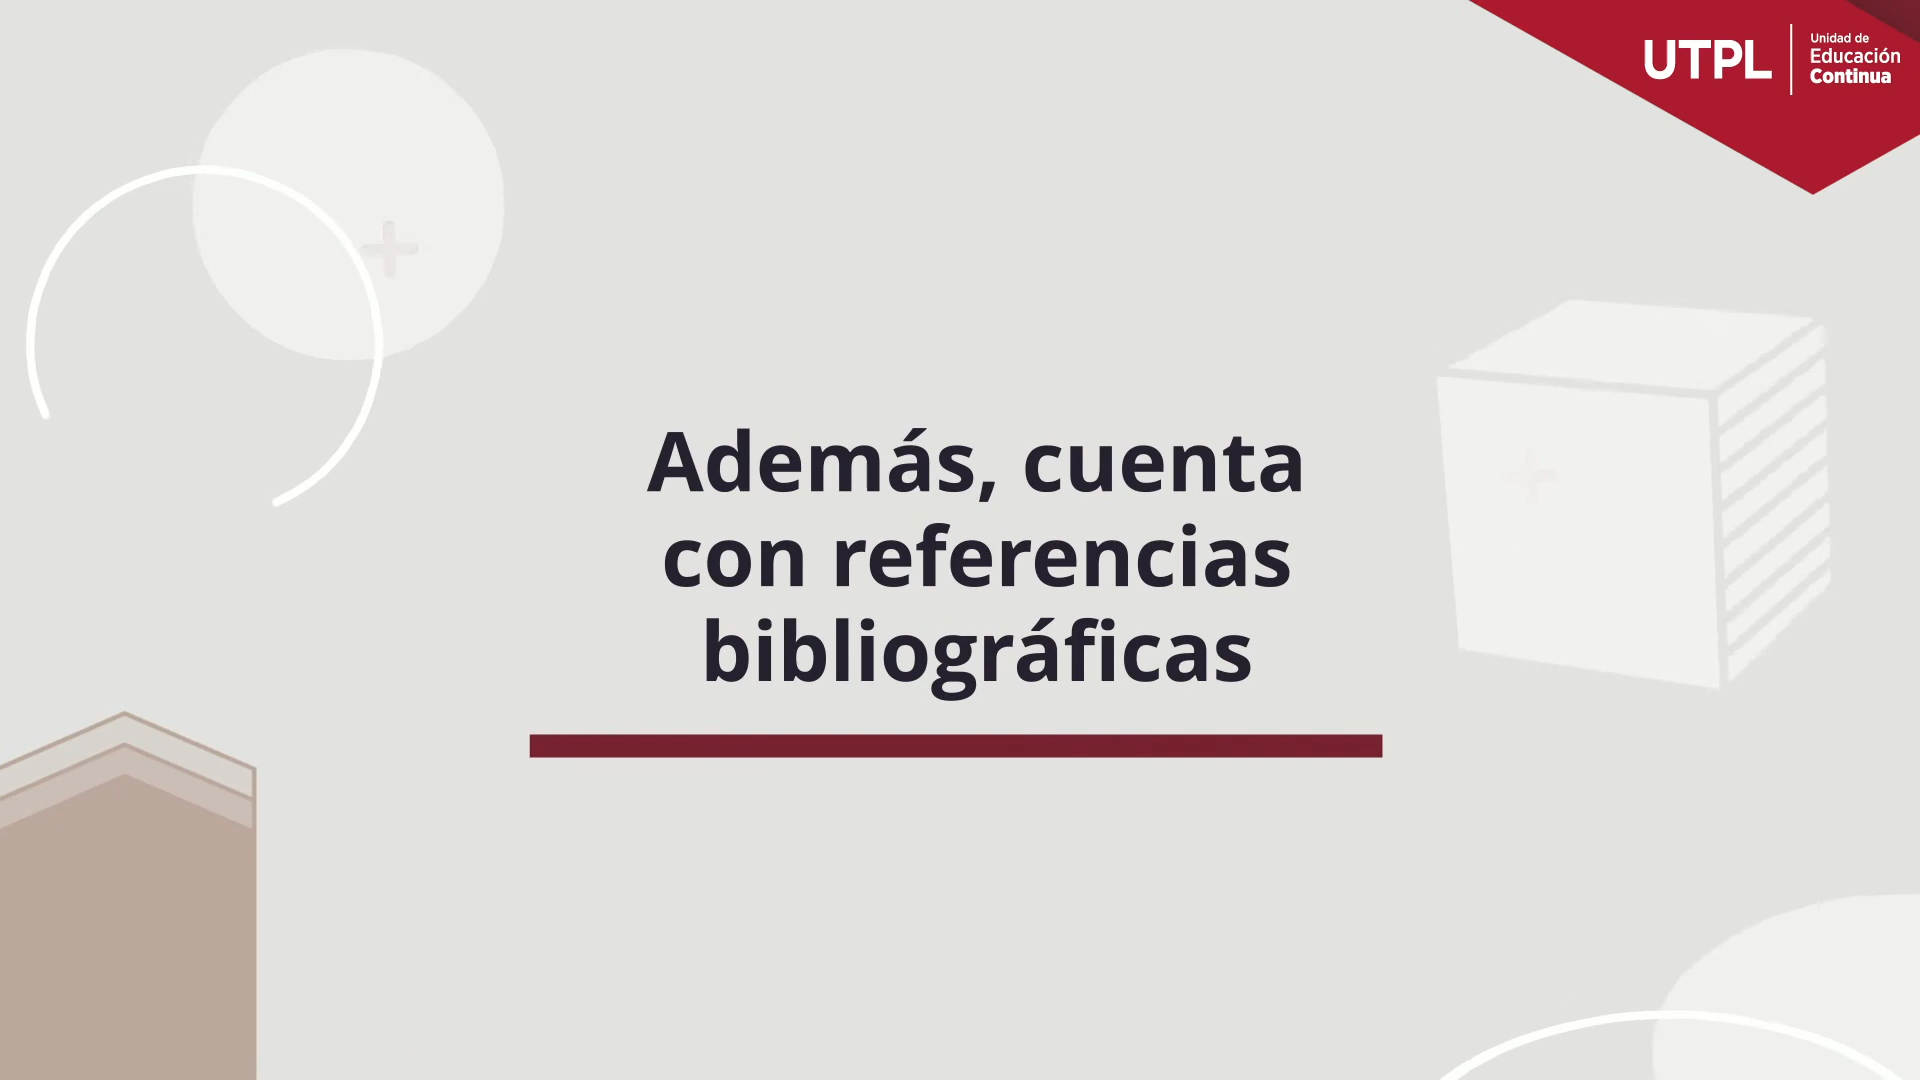 UTPL
Unidad de
Educación
Continua
Además, cuenta
con referencias
bibliográficas